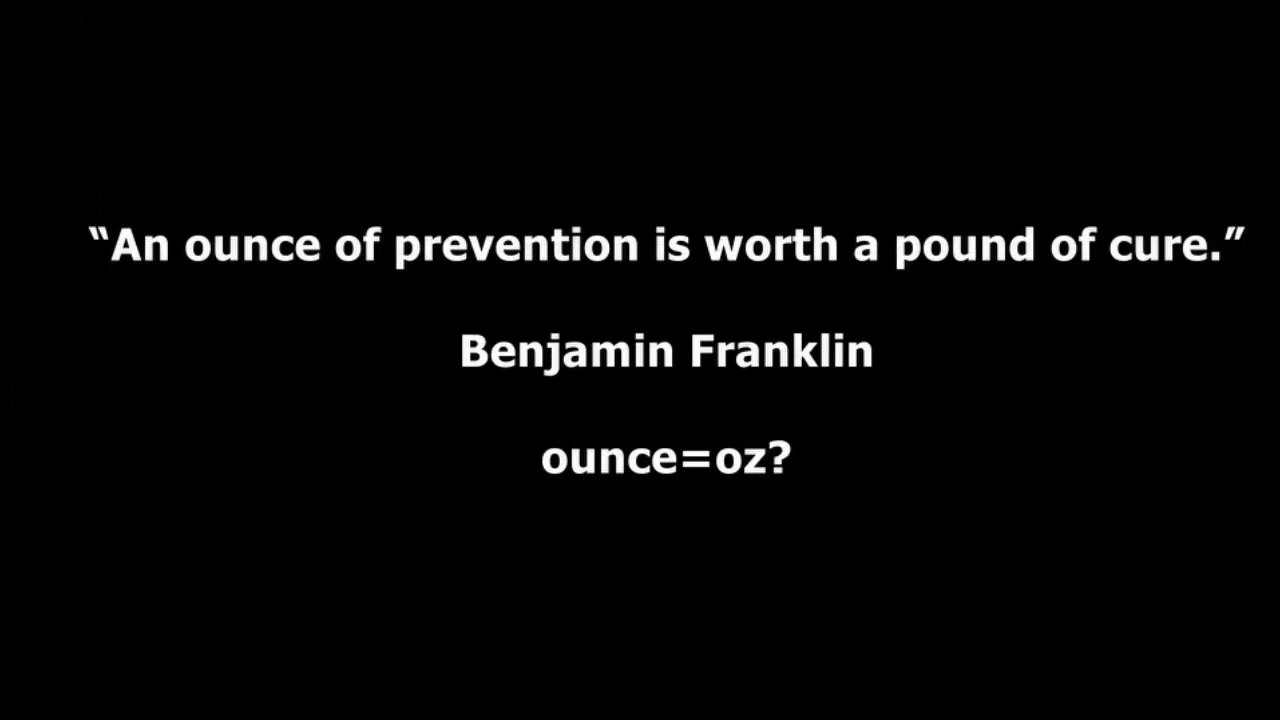 “An ounce of prevention is worth a pound of cure.”
Benjamin Franklin
ounce=oz?